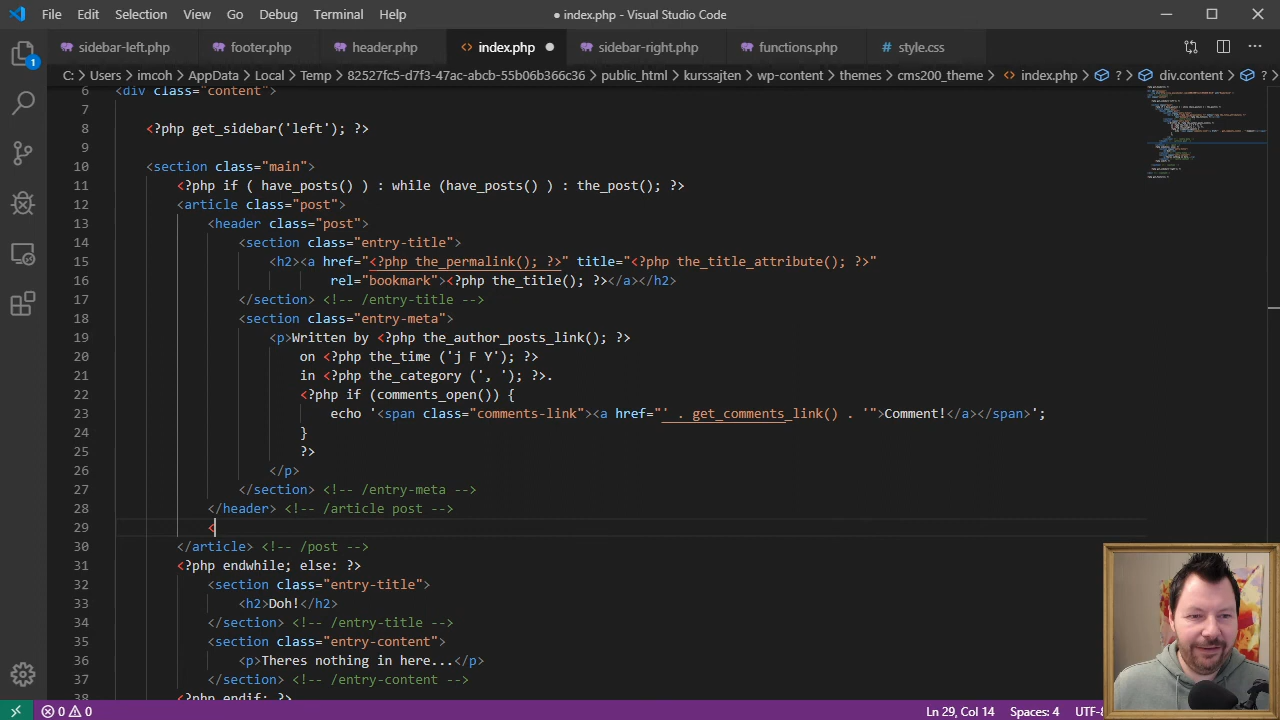 File Edit Selection View Go Debug Terminal Help ● index.php - Visual Studio Code
sidebar-left.php footer.php header.php index.php sidebar-right.php functions.php style.css
C: > Users > imcoh > AppData > Local > Temp > 82527fc5-d7f3-47ac-abcb-55b06b366c36 > public_html > kurssajten > wp-content > themes > cms200_theme > index.php > ? > div.content > ?
1
6 <div class="content">
7
8 <?php get_sidebar('left'); ?>
9
10 <section class="main">
11 <?php if ( have_posts() ) : while (have_posts() ) : the_post(); ?>
12 <article class="post">
13 <header class="post">
14 <section class="entry-title">
15 <h2><a href="<?php the_permalink(); ?>" title="<?php the_title_attribute(); ?>"
16 rel="bookmark"><?php the_title(); ?></a></h2>
17 </section> <!-- /entry-title -->
18 <section class="entry-meta">
19 <p>Written by <?php the_author_posts_link(); ?>
20 on <?php the_time ('j F Y'); ?>
21 in <?php the_category (', '); ?>.
22 <?php if (comments_open()) {
23 echo '<span class="comments-link"><a href="' . get_comments_link() . '">Comment!</a></span>';
24 }
25 ?>
26 </p>
27 </section> <!-- /entry-meta -->
28 </header> <!-- /article post -->
29 <
30 </article> <!-- /post -->
31 <?php endwhile; else: ?>
32 <section class="entry-title">
33 <h2>Doh!</h2>
34 </section> <!-- /entry-title -->
35 <section class="entry-content">
36 <p>Theres nothing in here...</p>
37 </section> <!-- /entry-content -->
38 <?php endif; ?>
0 0 Ln 29, Col 14 Spaces: 4